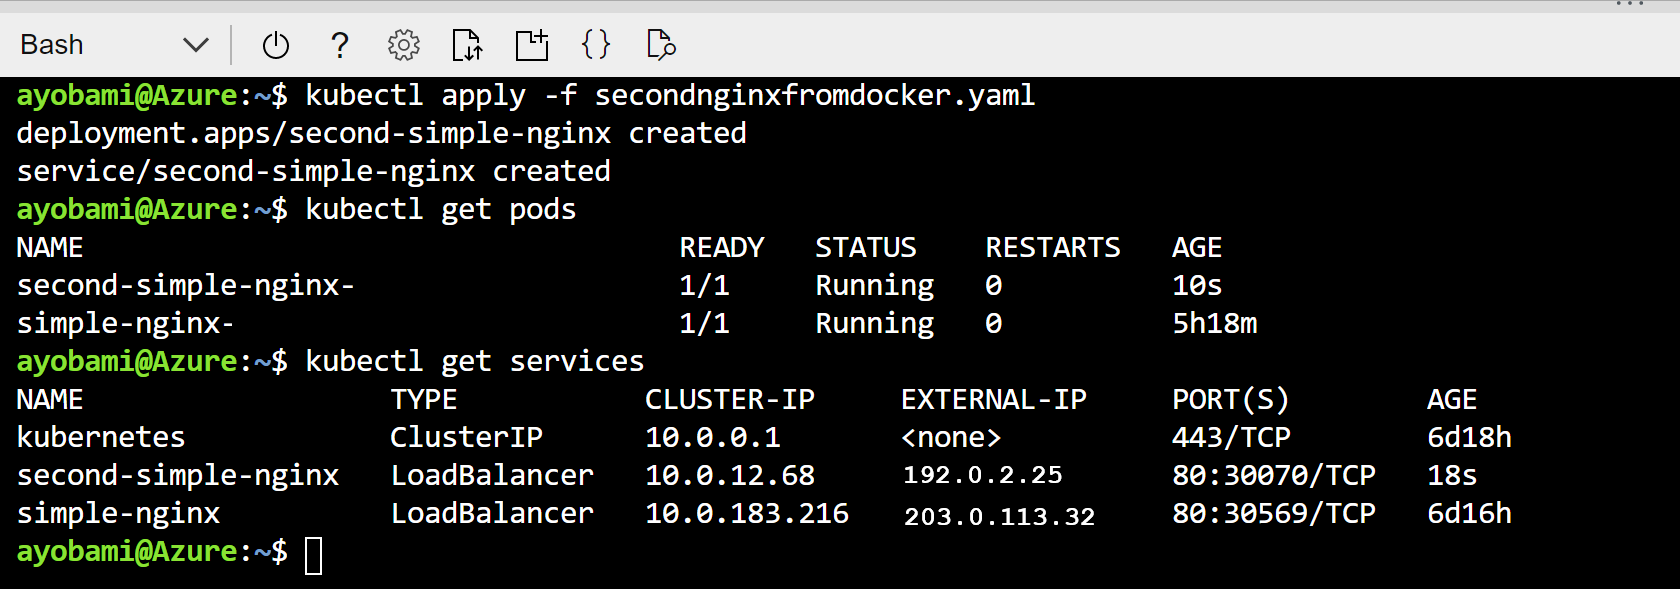 Bash
ayobami@Azure:~$ kubectl apply -f secondnginxfromdocker.yaml
deployment.apps/second-simple-nginx created
service/second-simple-nginx created
ayobami@Azure:~$ kubectl get pods
NAME READY STATUS RESTARTS AGE
second-simple-nginx- 1/1 Running 0 10s
simple-nginx- 1/1 Running 0 5h18m
ayobami@Azure:~$ kubectl get services
NAME TYPE CLUSTER-IP EXTERNAL-IP PORT(S) AGE
kubernetes ClusterIP 10.0.0.1 <none> 443/TCP 6d18h
second-simple-nginx LoadBalancer 10.0.12.68 192.0.2.25 80:30070/TCP 18s
simple-nginx LoadBalancer 10.0.183.216 203.0.113.32 80:30569/TCP 6d16h
ayobami@Azure:~$